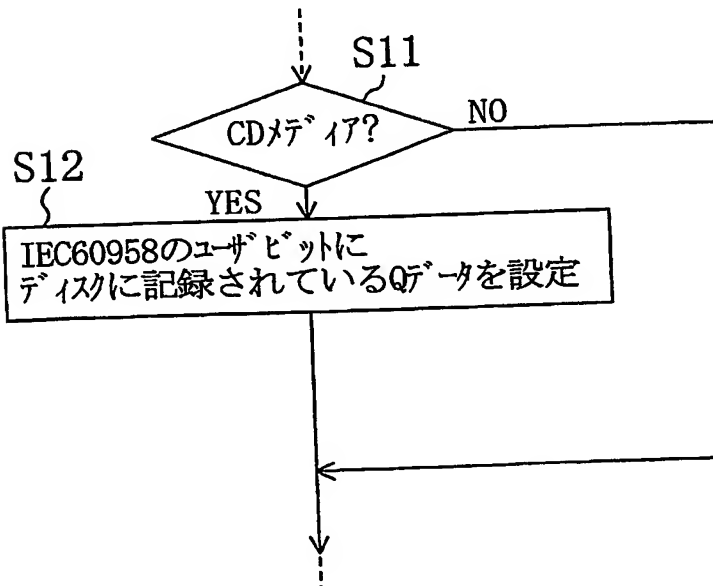 S11
CDメディア?
NO
S12
YES
IEC60958のユーザビットに
ディスクに記録されているQデータを設定